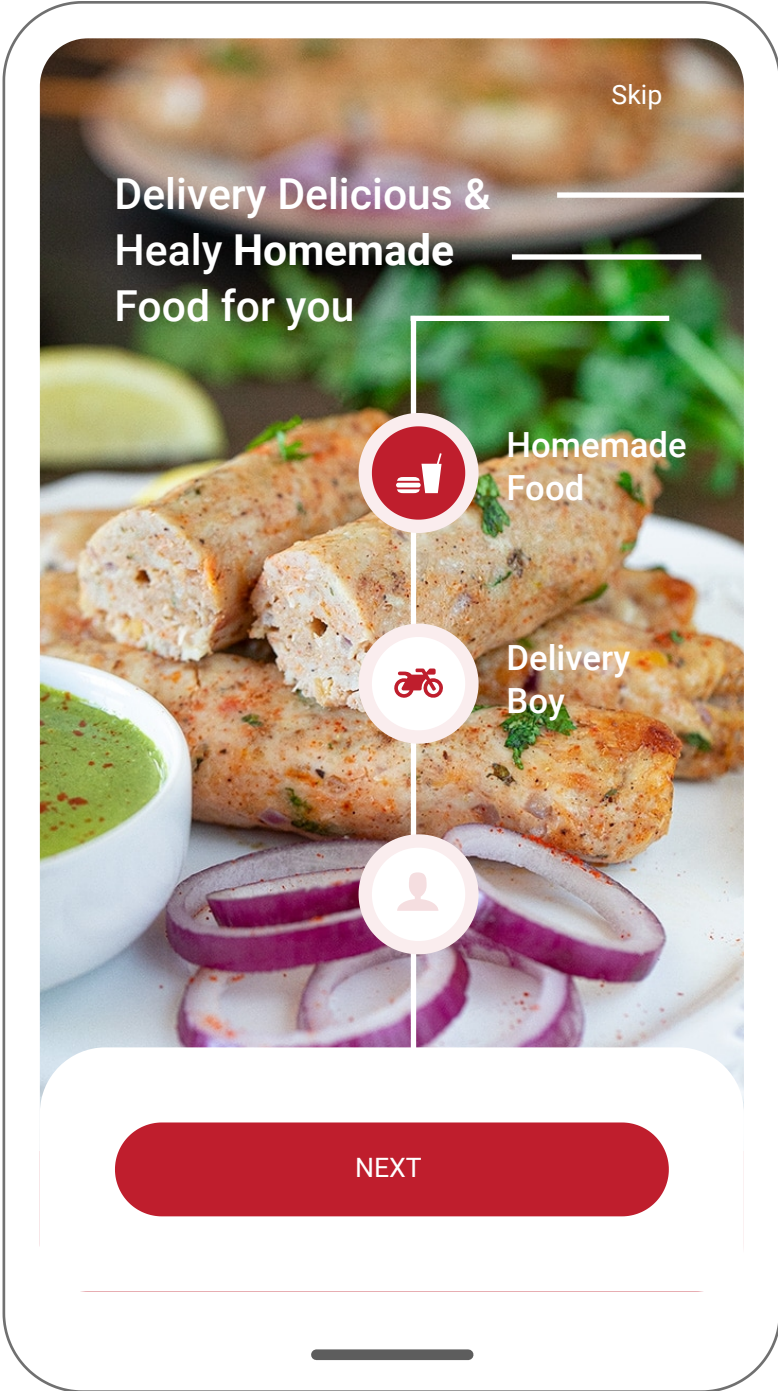 Skip
Delivery Delicious &
Healy Homemade
Food for you
Homemade
Food
Delivery
Boy
NEXT